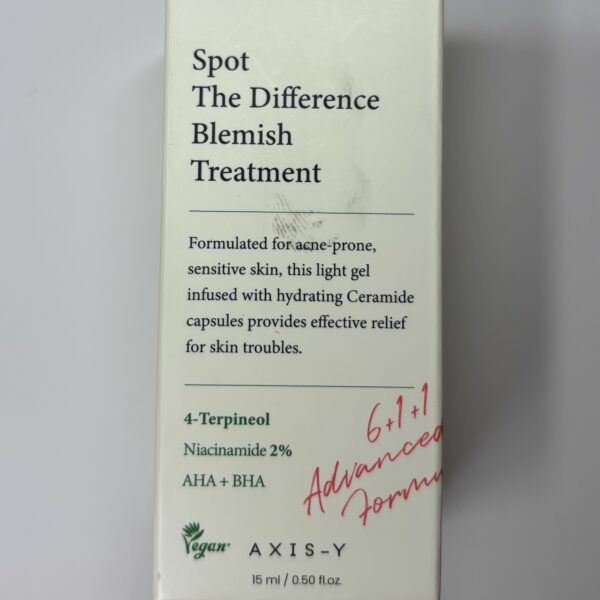 Spot
The Difference
Blemish
Treatment
Formulated for acne-prone,
sensitive skin, this light gel
infused with hydrating Ceramide
capsules provides effective relief
for skin troubles.
4-Terpineol
Niacinamide 2%
AHA + BHA
6+1+1
Advanced
Formu
Vegan
AXIS-Y
15 ml / 0.50 fl.oz.